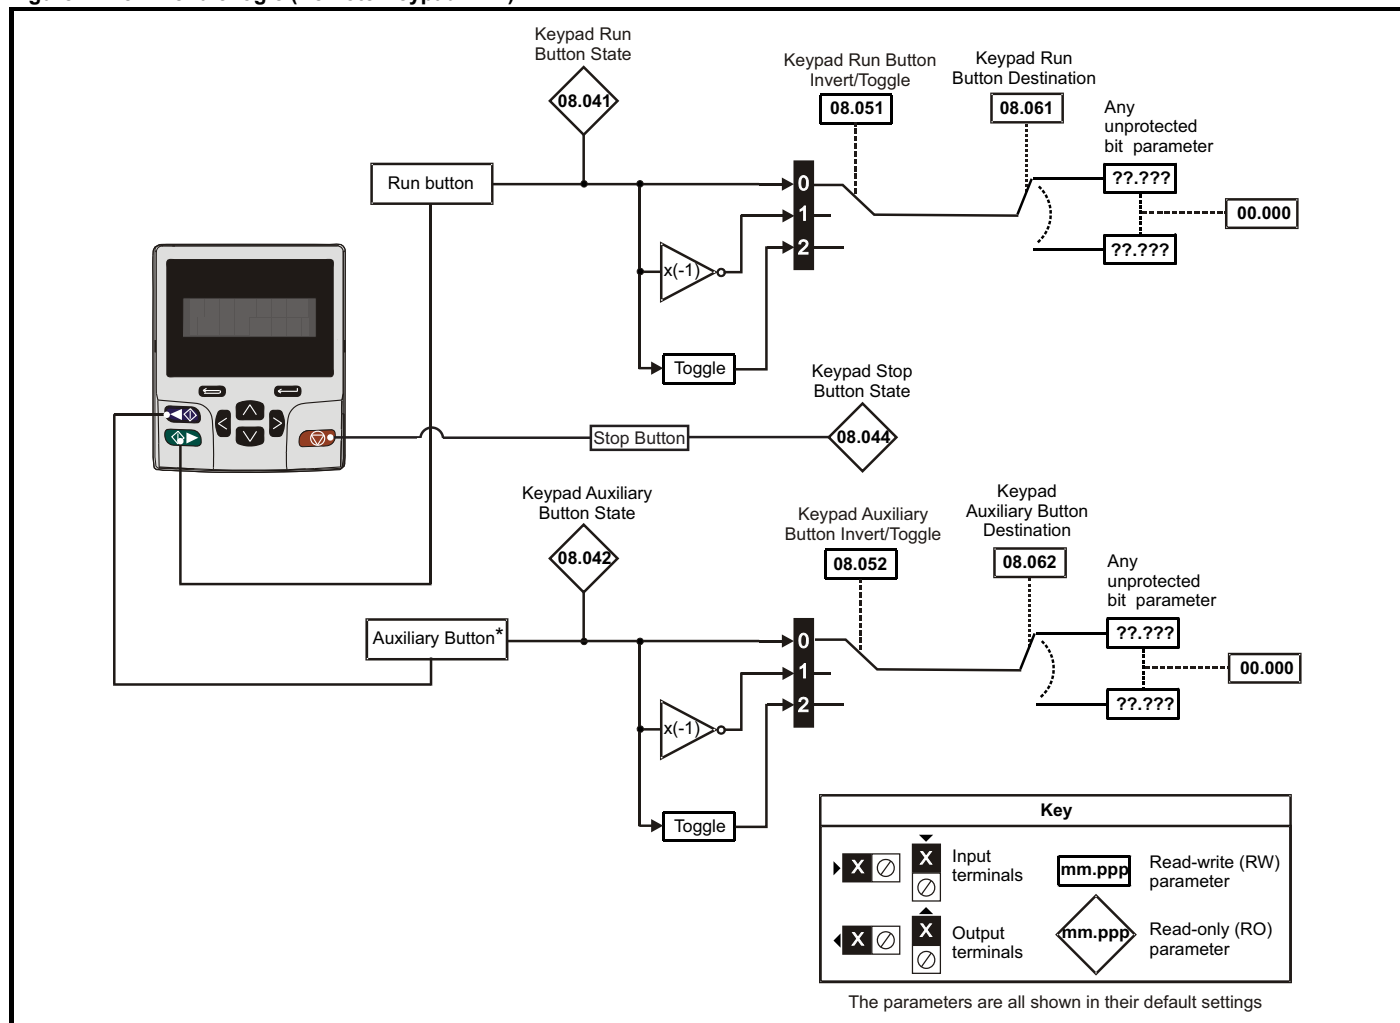 Keypad Run
Button State
08.041
Keypad Run Button
Invert/Toggle
08.051
Keypad Run
Button Destination
08.061
Any
unprotected
bit parameter
??.???
??.???
00.000
Run button
0
1
2
x(-1)
Toggle
Keypad Stop
Button State
08.044
Stop Button
Keypad Auxiliary
Button State
08.042
Keypad Auxiliary
Button Invert/Toggle
08.052
Keypad
Auxiliary Button
Destination
08.062
Any
unprotected
bit parameter
??.???
??.???
00.000
Auxiliary Button*
0
1
2
x(-1)
Toggle
Key
X
X
Input
terminals
mm.ppp
Read-write (RW)
parameter
X
X
Output
terminals
mm.ppp
Read-only (RO)
parameter
The parameters are all shown in their default settings